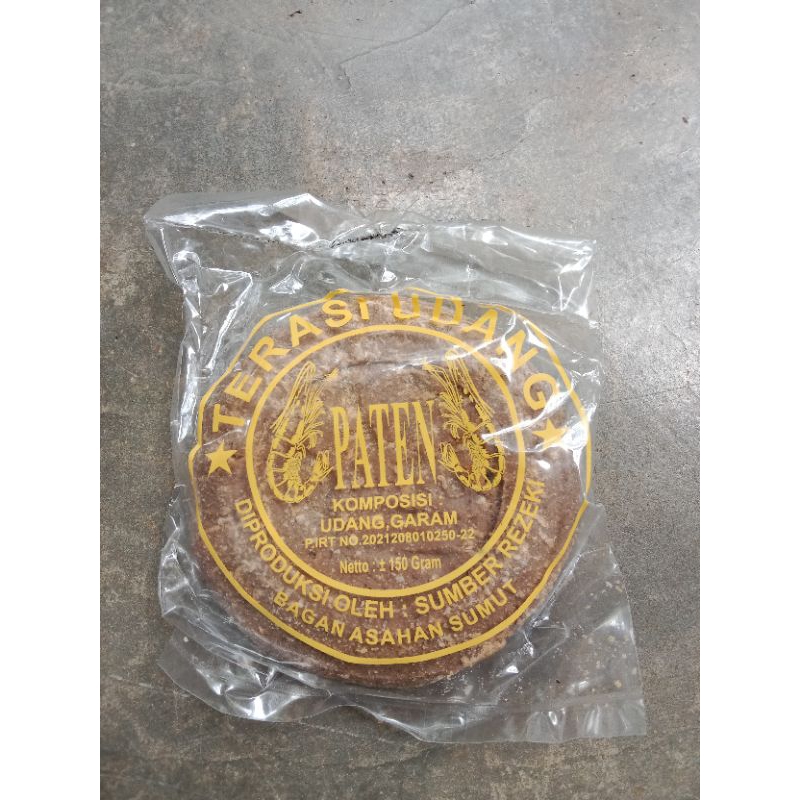 TERASI UDANG
PATEN
KOMPOSISI :
UDANG,GARAM
P.IRT NO.2021208010250-22
Netto : ± 150 Gram
DIPRODUKSI OLEH : SUMBER REZEKI
BAGAN ASAHAN SUMUT